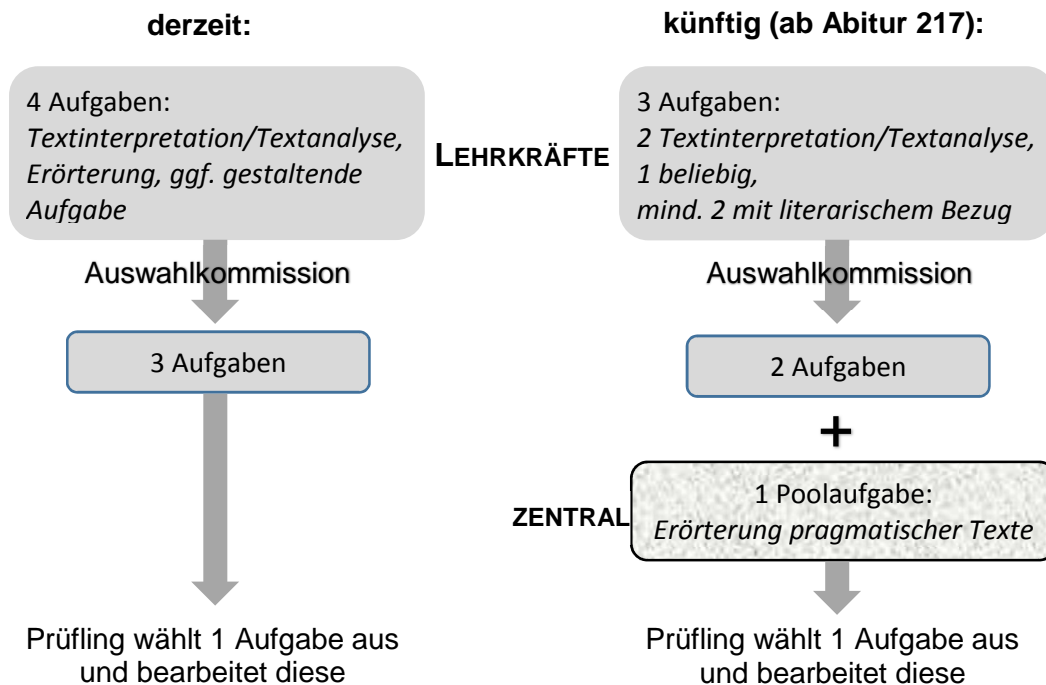 derzeit:
künftig (ab Abitur 217):
4 Aufgaben:
Textinterpretation/Textanalyse,
Erörterung, ggf. gestaltende
Aufgabe
LEHRKRÄFTE
3 Aufgaben:
2 Textinterpretation/Textanalyse,
1 beliebig,
mind. 2 mit literarischem Bezug
Auswahlkommission
Auswahlkommission
3 Aufgaben
2 Aufgaben
+
ZENTRAL
1 Poolaufgabe:
Erörterung pragmatischer Texte
Prüfling wählt 1 Aufgabe aus
und bearbeitet diese
Prüfling wählt 1 Aufgabe aus
und bearbeitet diese